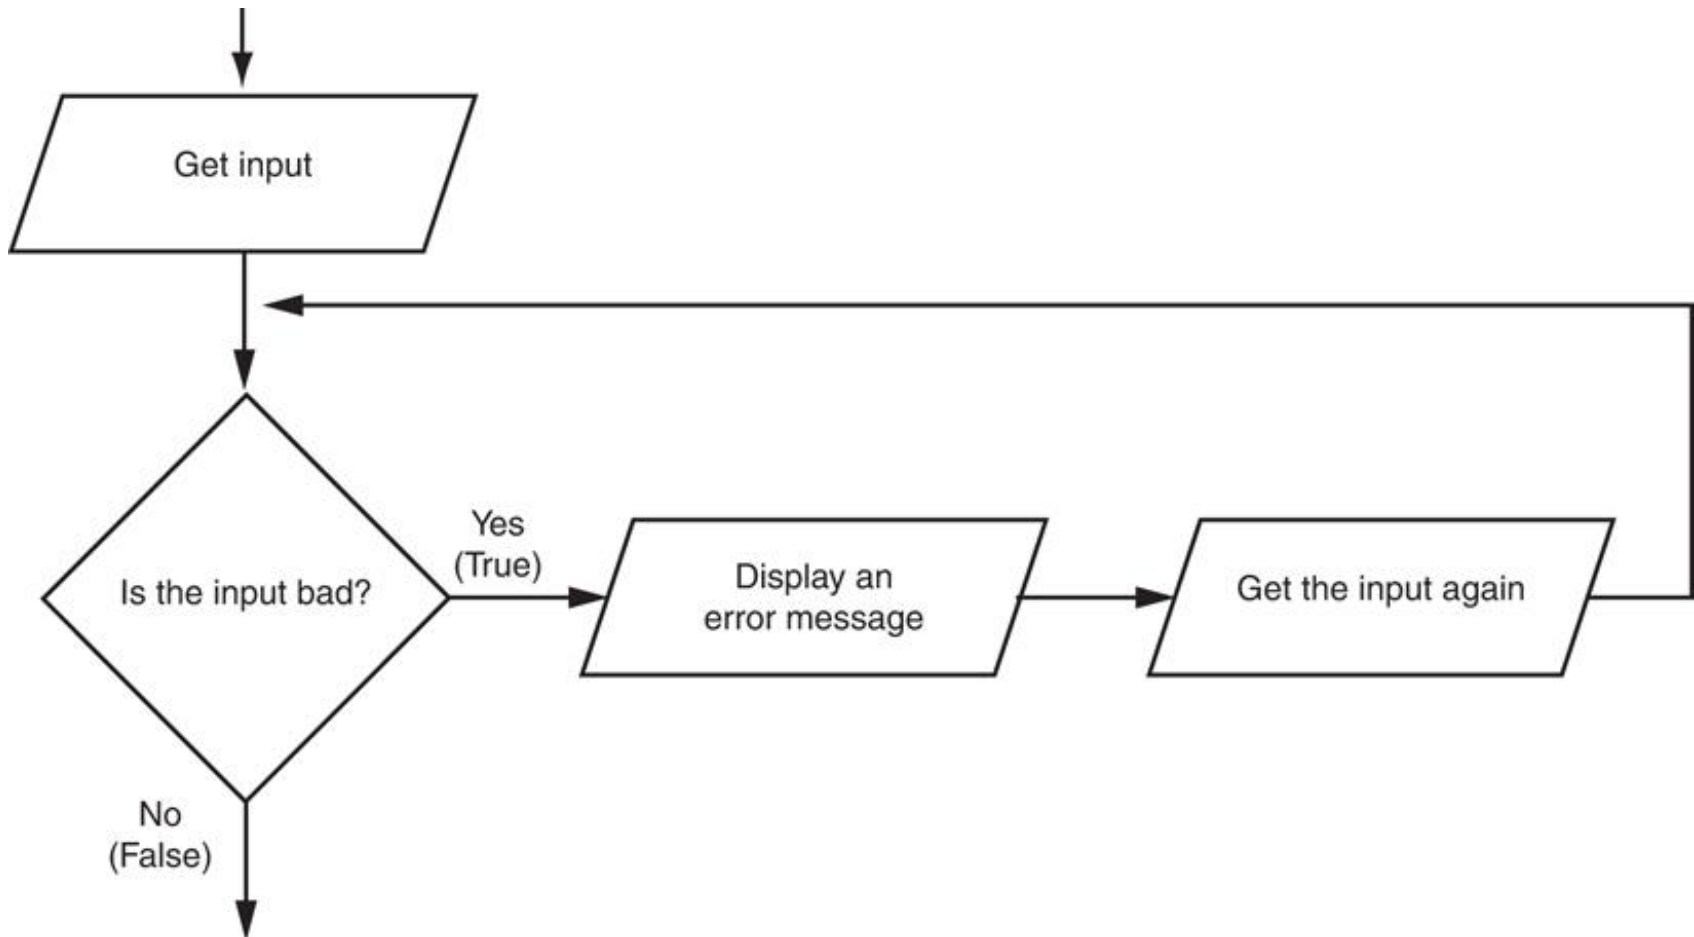 Get input
Yes
(True)
Is the input bad?
Display an
error message
Get the input again
No
(False)